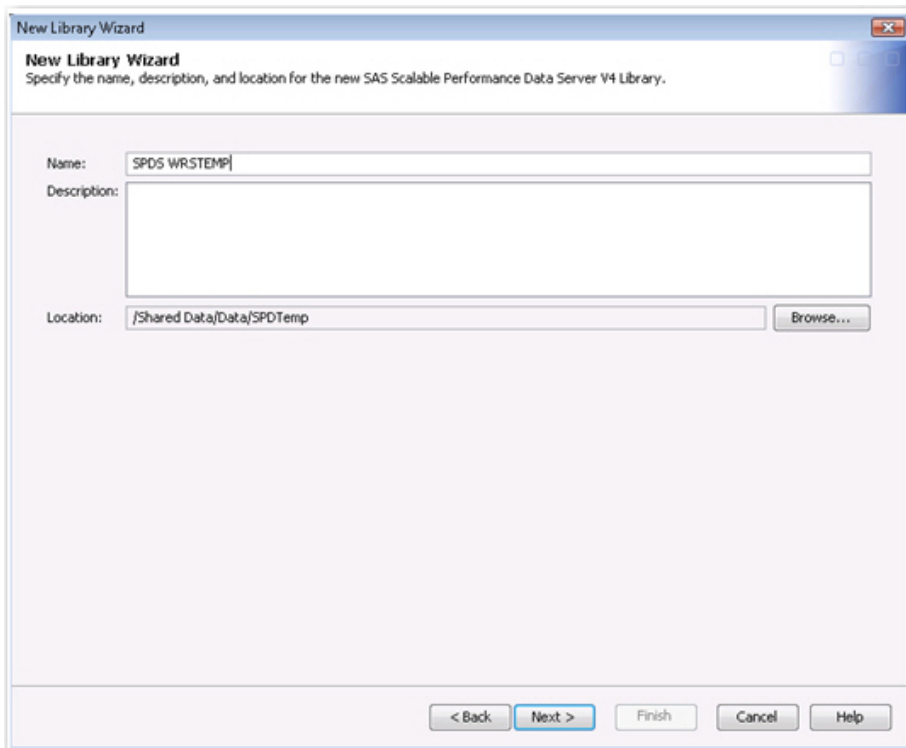 New Library Wizard
New Library Wizard
Specify the name, description, and location for the new SAS Scalable Performance Data Server V4 Library.
Name: SPDS WRSTEMP
Description:
Location: /Shared Data/Data/SPDTemp Browse...
< Back Next > Finish Cancel Help